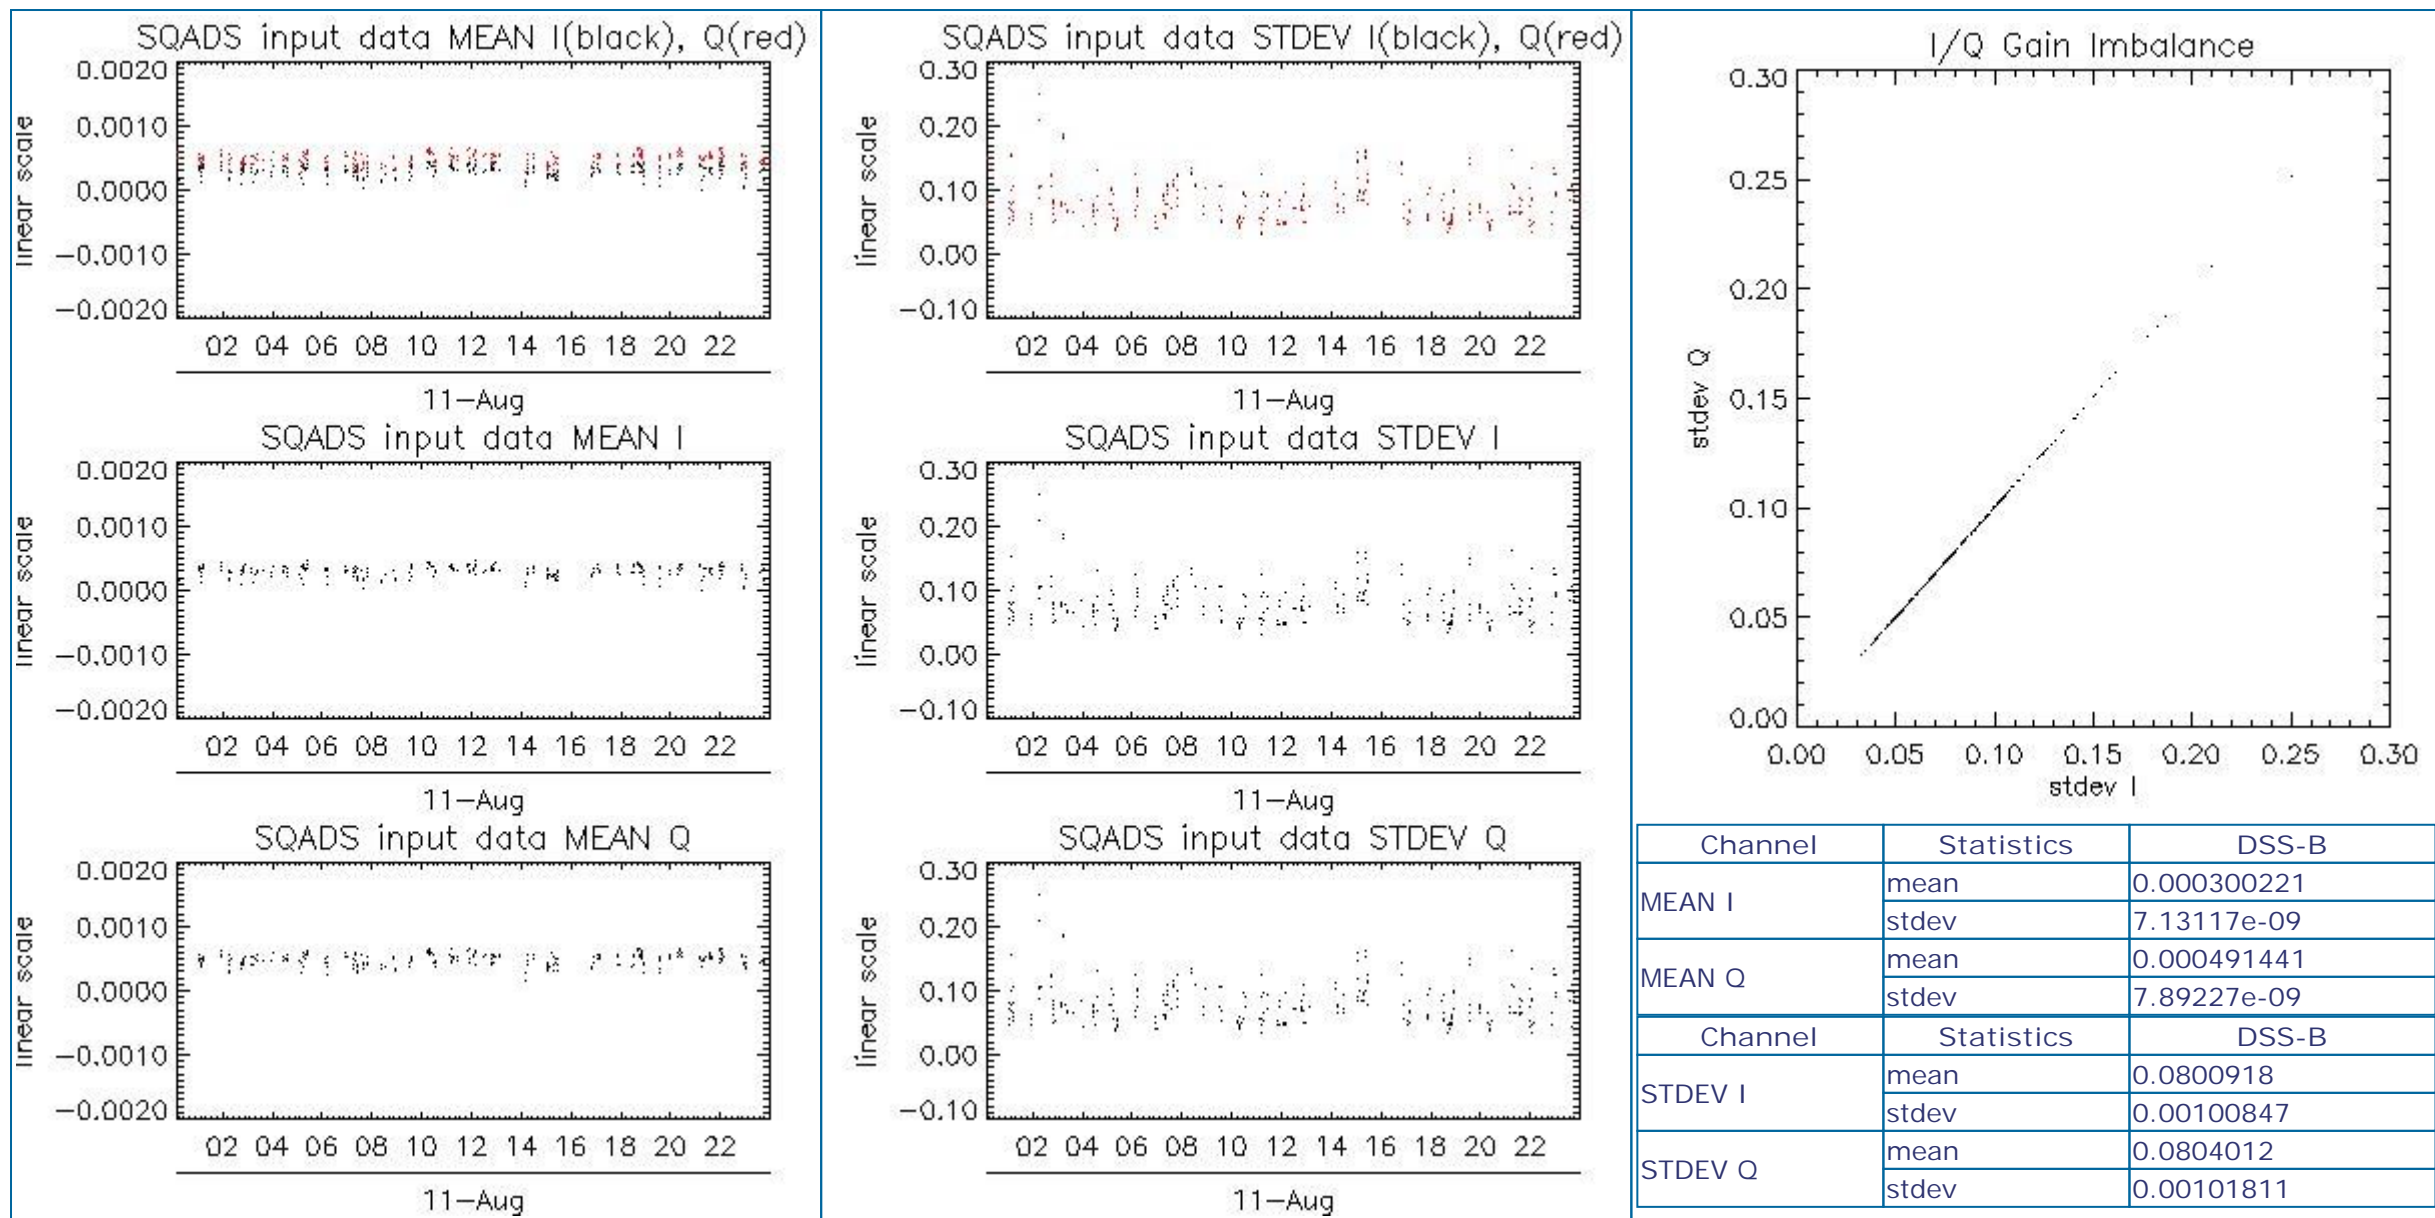 SQADS input data MEAN I(black), Q(red)
linear scale
0.0020
0.0010
0.0000
-0.0010
-0.0020
02 04 06 08 10 12 14 16 18 20 22
11-Aug
SQADS input data MEAN I
linear scale
0.0020
0.0010
0.0000
-0.0010
-0.0020
02 04 06 08 10 12 14 16 18 20 22
11-Aug
SQADS input data MEAN Q
linear scale
0.0020
0.0010
0.0000
-0.0010
-0.0020
02 04 06 08 10 12 14 16 18 20 22
11-Aug
SQADS input data STDEV I(black), Q(red)
linear scale
0.30
0.20
0.10
0.00
-0.10
02 04 06 08 10 12 14 16 18 20 22
11-Aug
SQADS input data STDEV I
linear scale
0.30
0.20
0.10
0.00
-0.10
02 04 06 08 10 12 14 16 18 20 22
11-Aug
SQADS input data STDEV Q
linear scale
0.30
0.20
0.10
0.00
-0.10
02 04 06 08 10 12 14 16 18 20 22
11-Aug
I/Q Gain Imbalance
stdev Q
0.30
0.25
0.20
0.15
0.10
0.05
0.00
0.00 0.05 0.10 0.15 0.20 0.25 0.30
stdev I
Channel Statistics DSS-B
MEAN I mean 0.000300221
stdev 7.13117e-09
MEAN Q mean 0.000491441
stdev 7.89227e-09
Channel Statistics DSS-B
STDEV I mean 0.0800918
stdev 0.00100847
STDEV Q mean 0.0804012
stdev 0.00101811